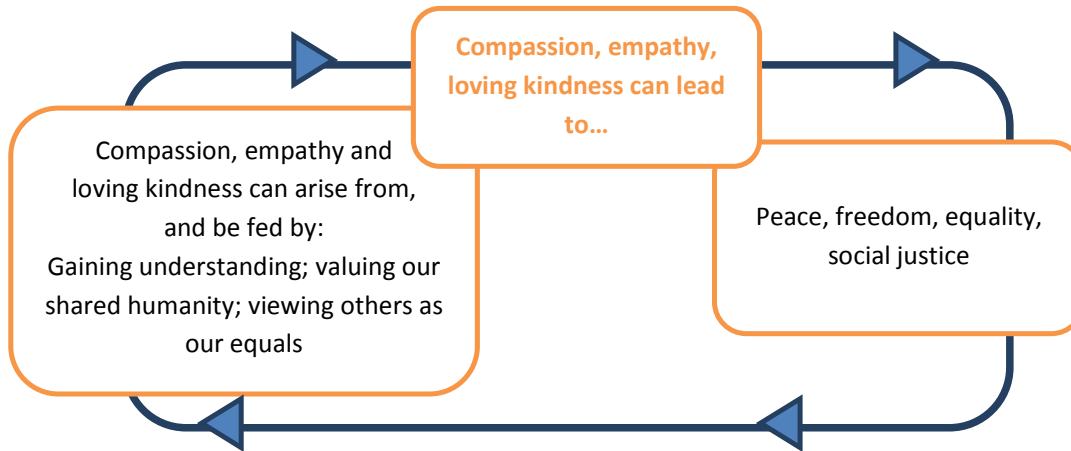 Compassion, empathy,
loving kindness can lead
to…
Compassion, empathy and
loving kindness can arise from,
and be fed by:
Gaining understanding; valuing our
shared humanity; viewing others as
our equals
Peace, freedom, equality,
social justice